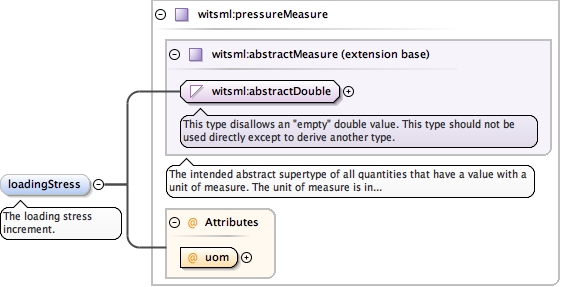 witsml:pressureMeasure
witsml:abstractMeasure (extension base)
witsml:abstractDouble
This type disallows an "empty" double value. This type should not be
used directly except to derive another type.
The intended abstract supertype of all quantities that have a value with a
unit of measure. The unit of measure is in...
loadingStress
The loading stress
increment.
@ Attributes
@ uom